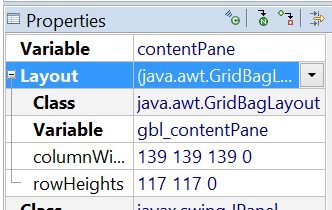 Properties
Variable contentPane
Layout (java.awt.GridBagL...
Class java.awt.GridBagLayout
Variable gbl_contentPane
columnWi... 139 139 139 0
rowHeights 117 117 0
Class javax.swing.JPanel